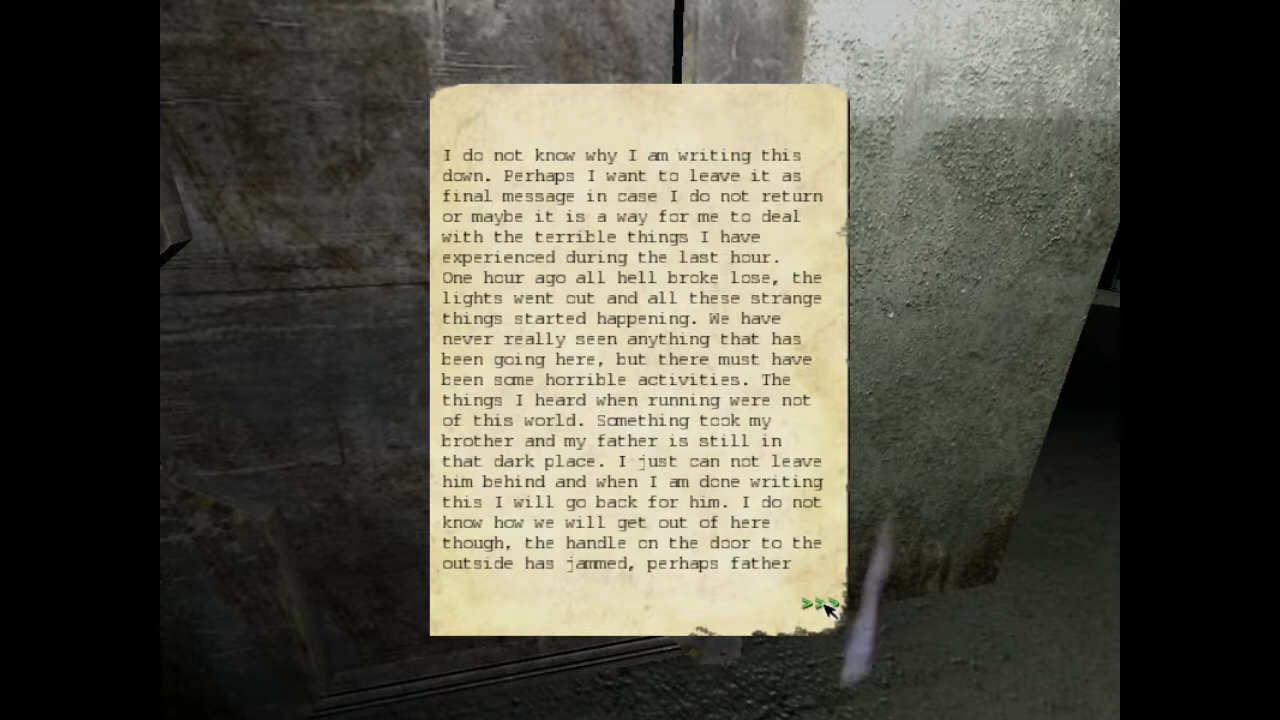 I do not know why I am writing this
down. Perhaps I want to leave it as
final message in case I do not return
or maybe it is a way for me to deal
with the terrible things I have
experienced during the last hour.
One hour ago all hell broke lose, the
lights went out and all these strange
things started happening. We have
never really seen anything that has
been going here, but there must have
been some horrible activities. The
things I heard when running were not
of this world. Something took my
brother and my father is still in
that dark place. I just can not leave
him behind and when I am done writing
this I will go back for him. I do not
know how we will get out of here
though, the handle on the door to the
outside has jammed, perhaps father
>>>